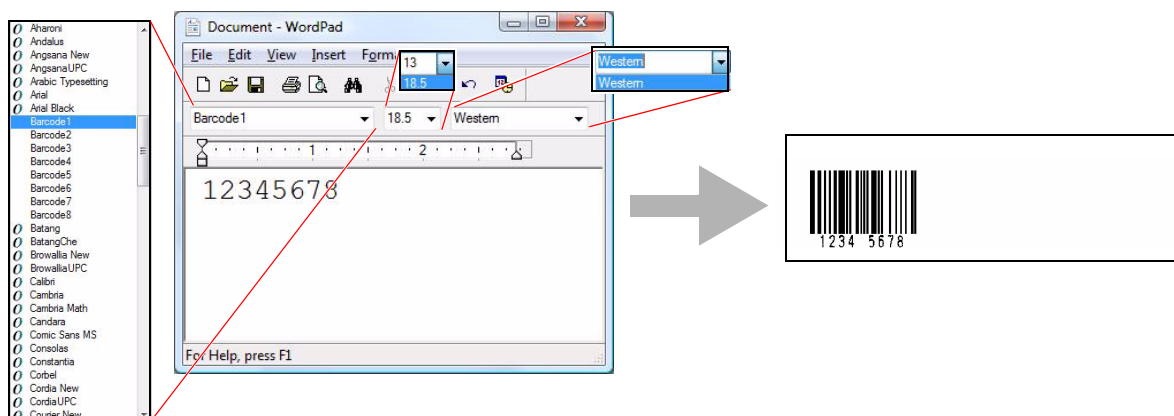 Aharoni
Andalus
Angsana New
AngsanaUPC
Arabic Typesetting
Arial
Arial Black
Barcode1
Barcode2
Barcode3
Barcode4
Barcode5
Barcode6
Barcode7
Barcode8
Batang
BatangChe
Browallia New
BrowalliaUPC
Calibri
Cambria
Cambria Math
Candara
Comic Sans MS
Consolas
Constantia
Corbel
Cordia New
CordiaUPC
Courier New
Document - WordPad
File Edit View Insert
13
18.5
Western
Western
Barcode1 18.5 Western
1 2
12345678
For Help, press F1
1234 5678